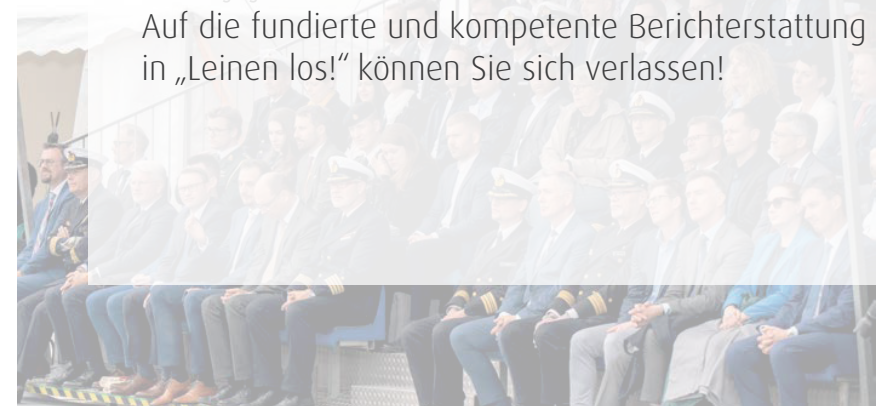 Auf die fundierte und kompetente Berichterstattung
in „Leinen los!“ können Sie sich verlassen!